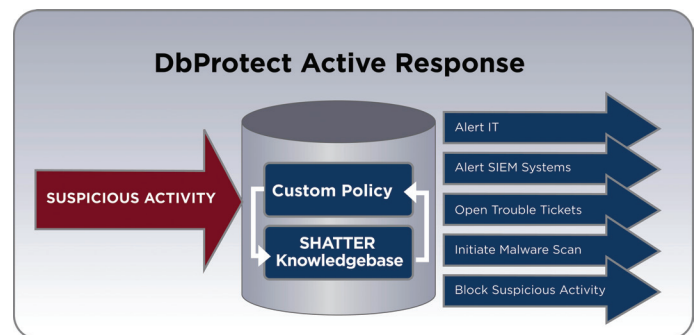 DbProtect Active Response
SUSPICIOUS ACTIVITY
Custom Policy
SHATTER
Knowledgebase
Alert IT
Alert SIEM Systems
Open Trouble Tickets
Initiate Malware Scan
Block Suspicious Activity